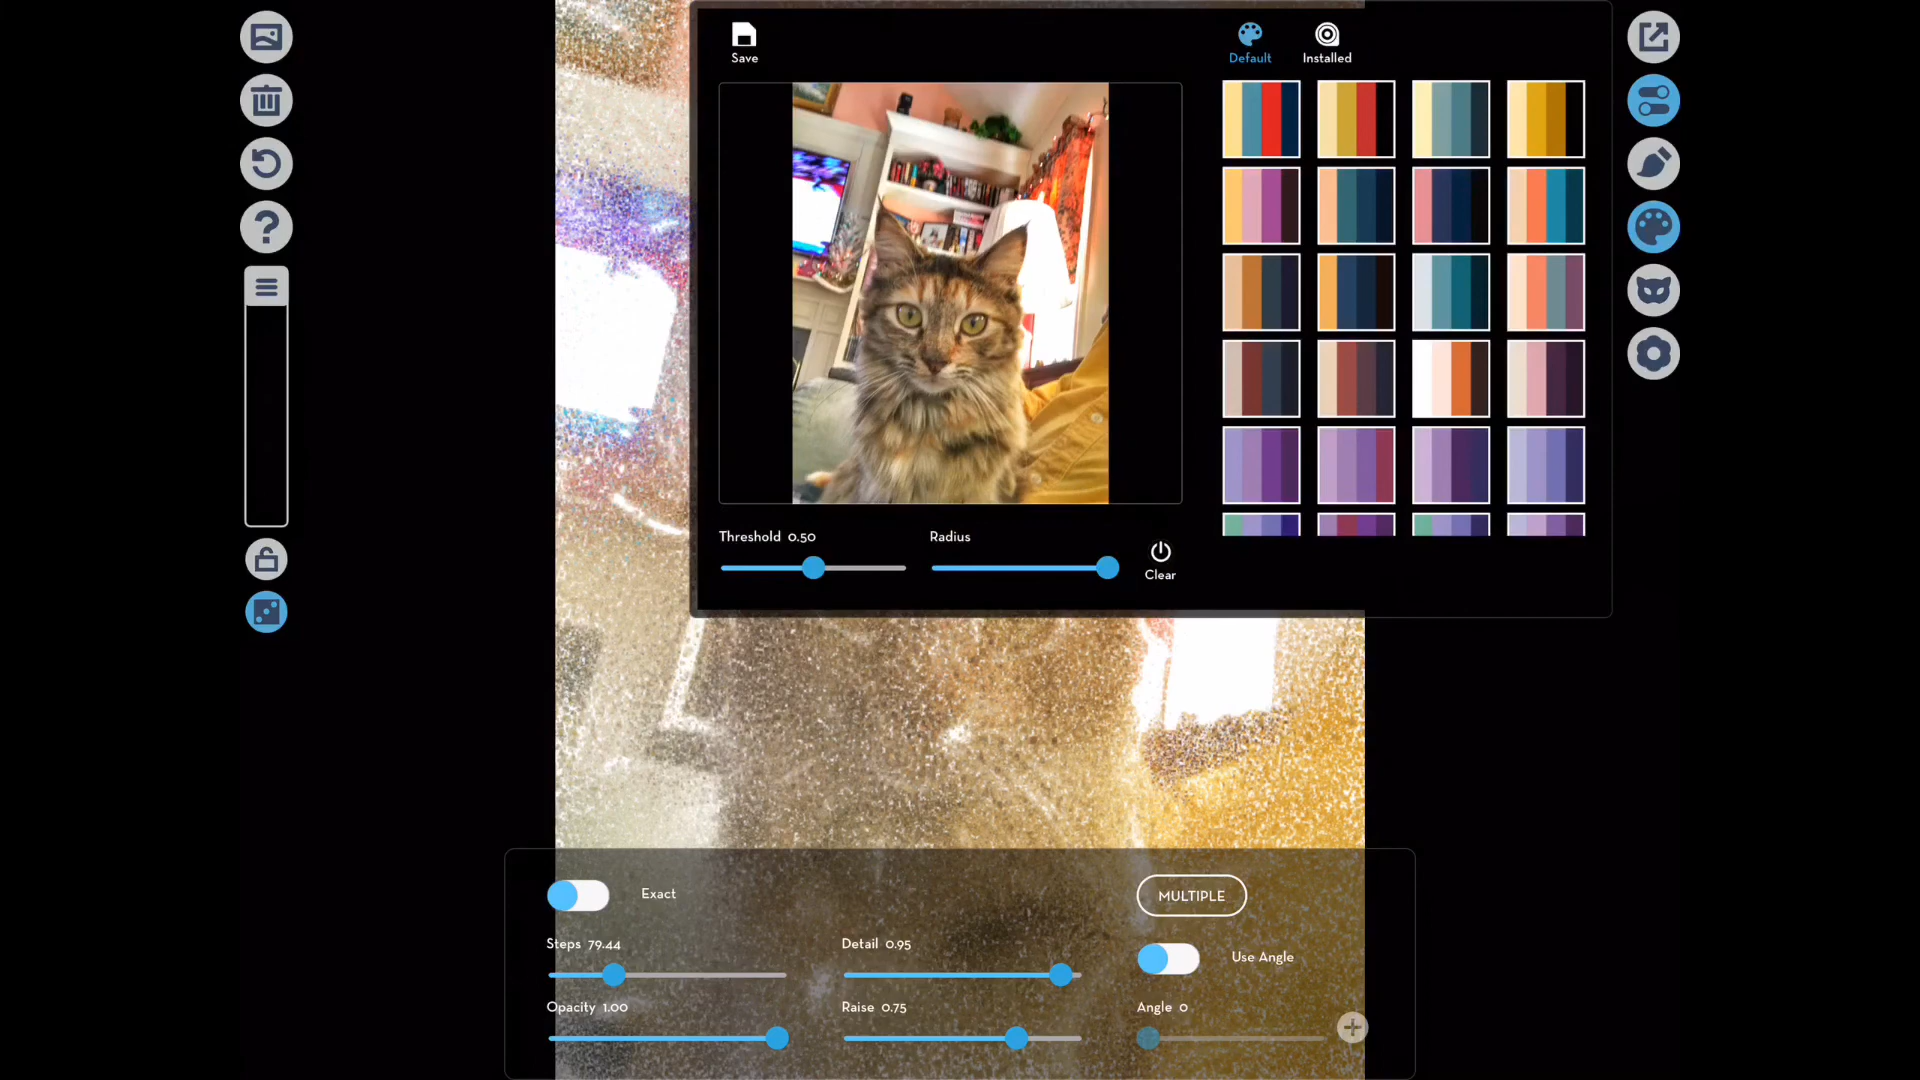 Save
Default
Installed
Threshold 0.50
Radius
Clear
Exact
MULTIPLE
Steps 79.44
Detail 0.95
Use Angle
Opacity 1.00
Raise 0.75
Angle 0